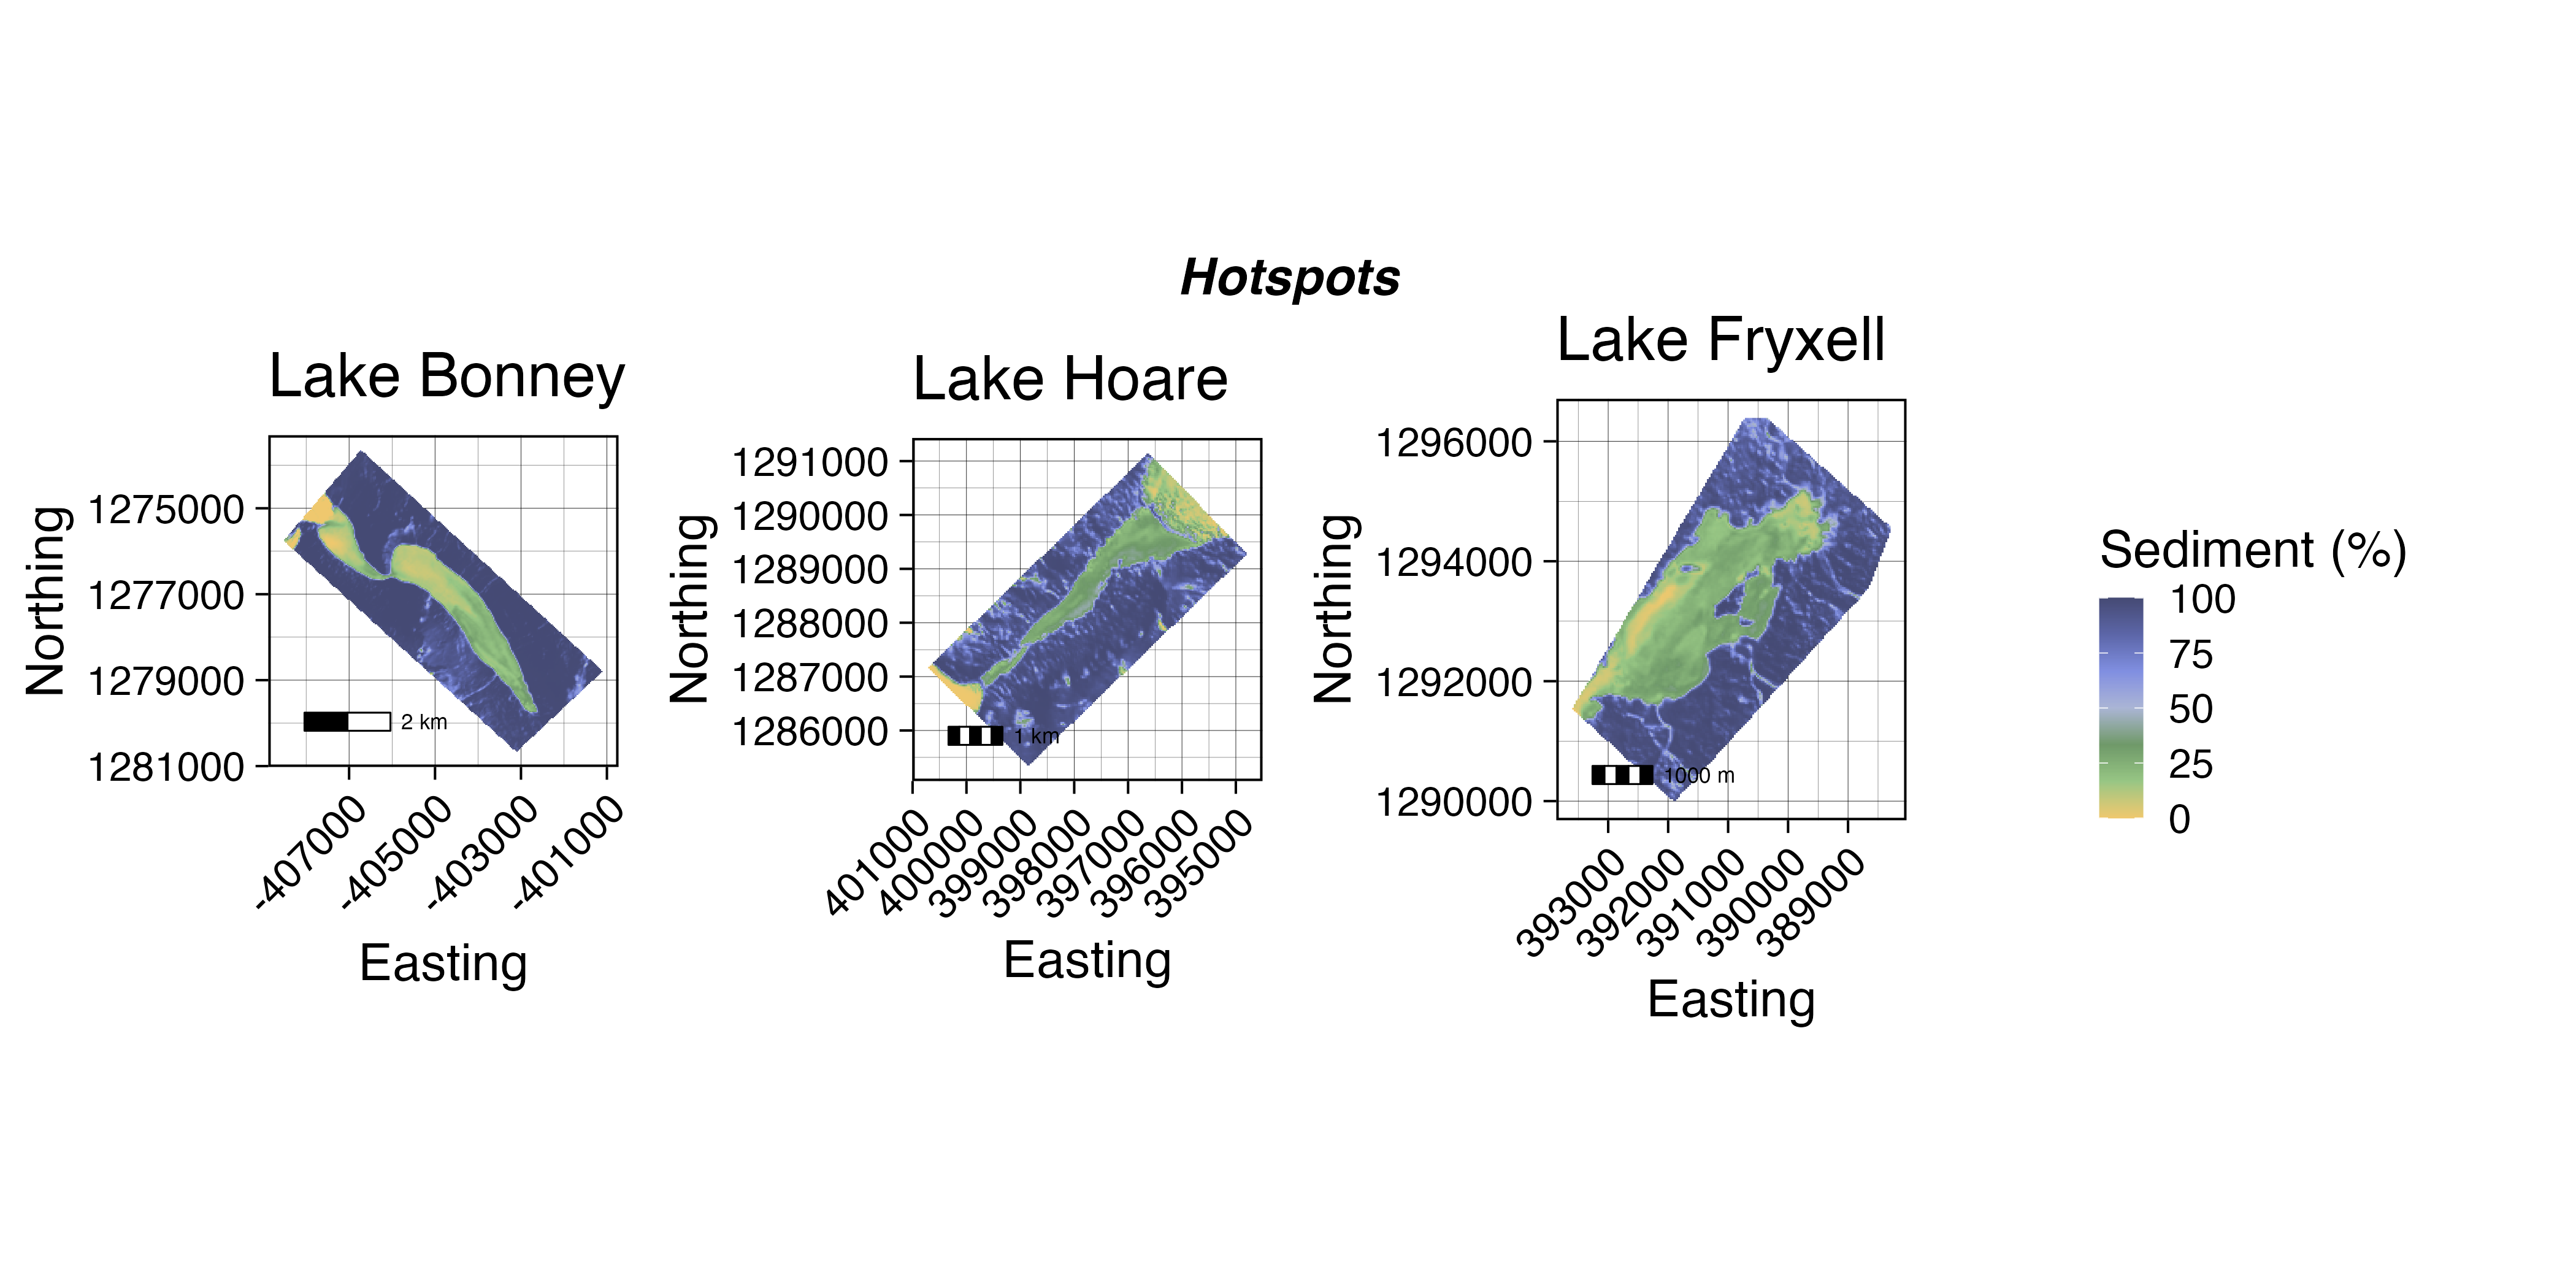 Hotspots
Lake Bonney
Northing
1275000
1277000
1279000
1281000
2 km
-407000
-405000
-403000
-401000
Easting
Lake Hoare
Northing
1291000
1290000
1289000
1288000
1287000
1286000
1 km
401000
400000
399000
398000
397000
396000
395000
Easting
Lake Fryxell
Northing
1296000
1294000
1292000
1290000
1000 m
393000
392000
391000
390000
389000
Easting
Sediment (%)
100
75
50
25
0